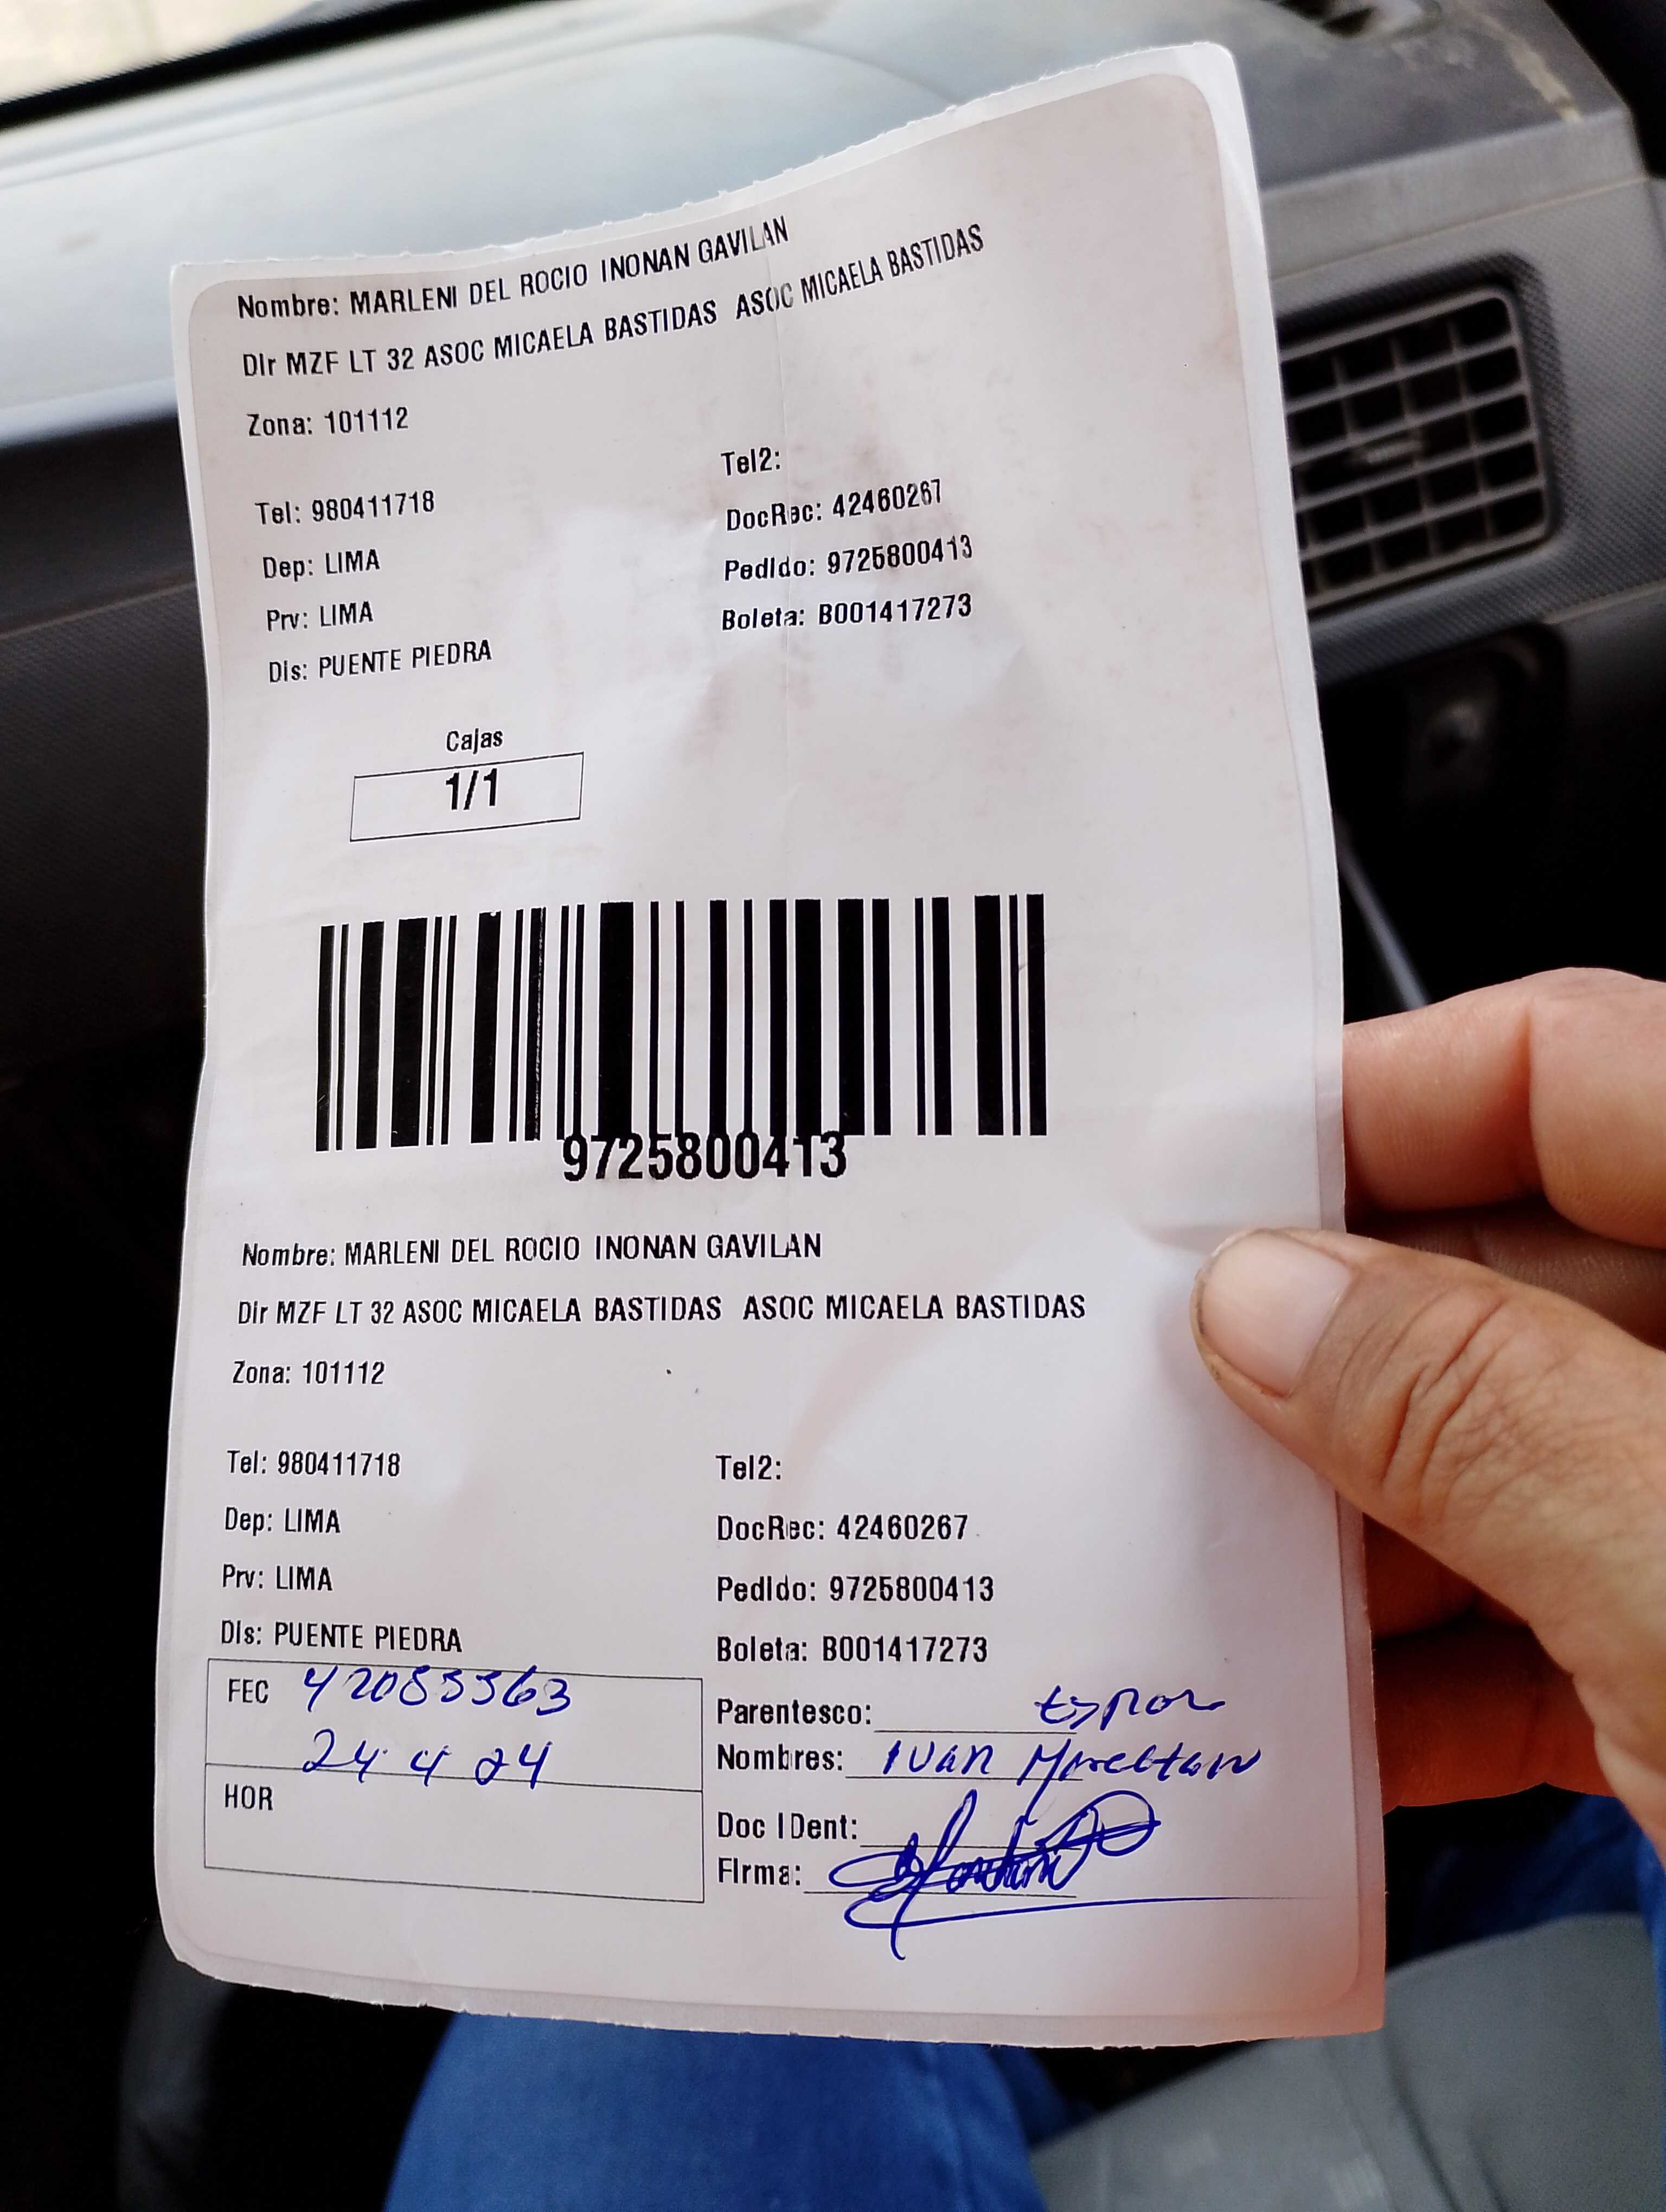 Nombre: MARLENI DEL ROCIO INONAN GAVILAN
Dir MZF LT 32 ASOC MICAELA BASTIDAS ASOC MICAELA BASTIDAS
Zona: 101112
Tel2:
Tel: 980411718
DocRec: 42460267
Dep: LIMA
Pedido: 9725800413
Prv: LIMA
Boleta: B001417273
Dis: PUENTE PIEDRA
Cajas
1/1
9725800413
Nombre: MARLENI DEL ROCIO INONAN GAVILAN
Dir MZF LT 32 ASOC MICAELA BASTIDAS ASOC MICAELA BASTIDAS
Zona: 101112
Tel: 980411718 Tel2:
Dep: LIMA DocRec: 42460267
Prv: LIMA Pedido: 9725800413
Dis: PUENTE PIEDRA Boleta: B001417273
FEC 42085563
24 4 24
HOR
Parentesco:
Nombres: IVAN
Doc IDent:
Firma: